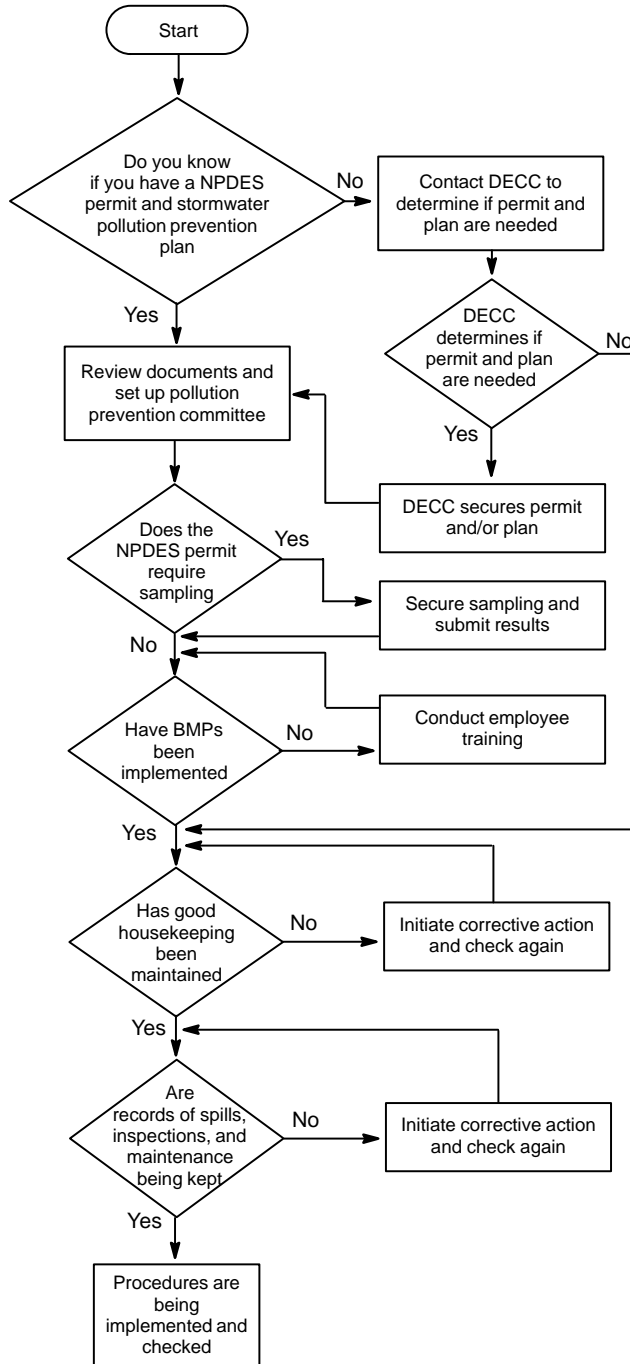 Start
Do you know
if you have a NPDES
permit and stormwater
pollution prevention
plan
No
Contact DECC to
determine if permit and
plan are needed
Yes
DECC
determines if
permit and plan
are needed
No
Review documents and
set up pollution
prevention committee
Yes
DECC secures permit
and/or plan
Does the
NPDES permit
require
sampling
Yes
Secure sampling and
submit results
No
Have BMPs
been
implemented
No
Conduct employee
training
Yes
Has good
housekeeping
been
maintained
No
Initiate corrective action
and check again
Yes
Are
records of spills,
inspections, and
maintenance
being kept
No
Initiate corrective action
and check again
Yes
Procedures are
being
implemented and
checked